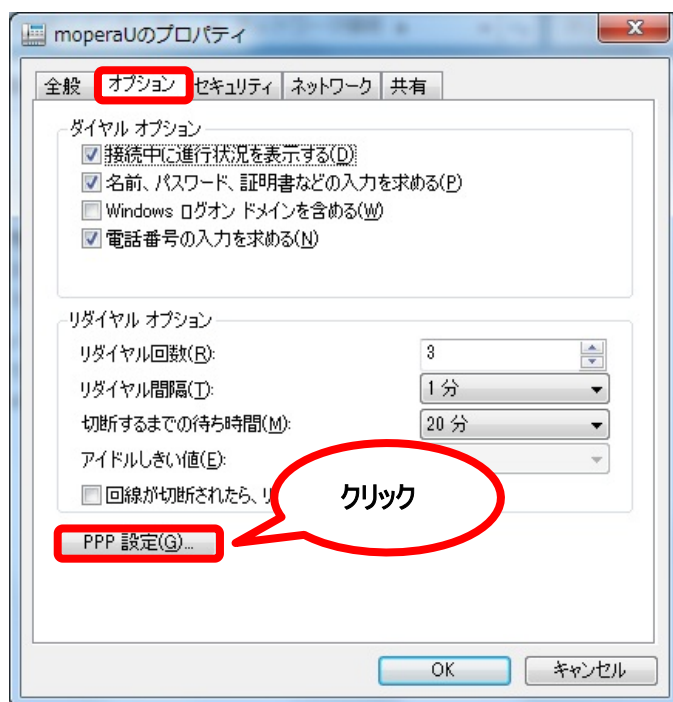 moperaUのプロパティ
全般 オプション セキュリティ ネットワーク 共有
ダイヤル オプション
接続中に進行状況を表示する(D)
名前、パスワード、証明書などの入力を求める(P)
Windows ログオン ドメインを含める(W)
電話番号の入力を求める(N)
リダイヤル オプション
リダイヤル回数(R): 3
リダイヤル間隔(T): 1 分
切断するまでの待ち時間(M): 20 分
アイドルしきい値(E):
回線が切断されたら、リ
クリック
PPP 設定(G)...
OK キャンセル